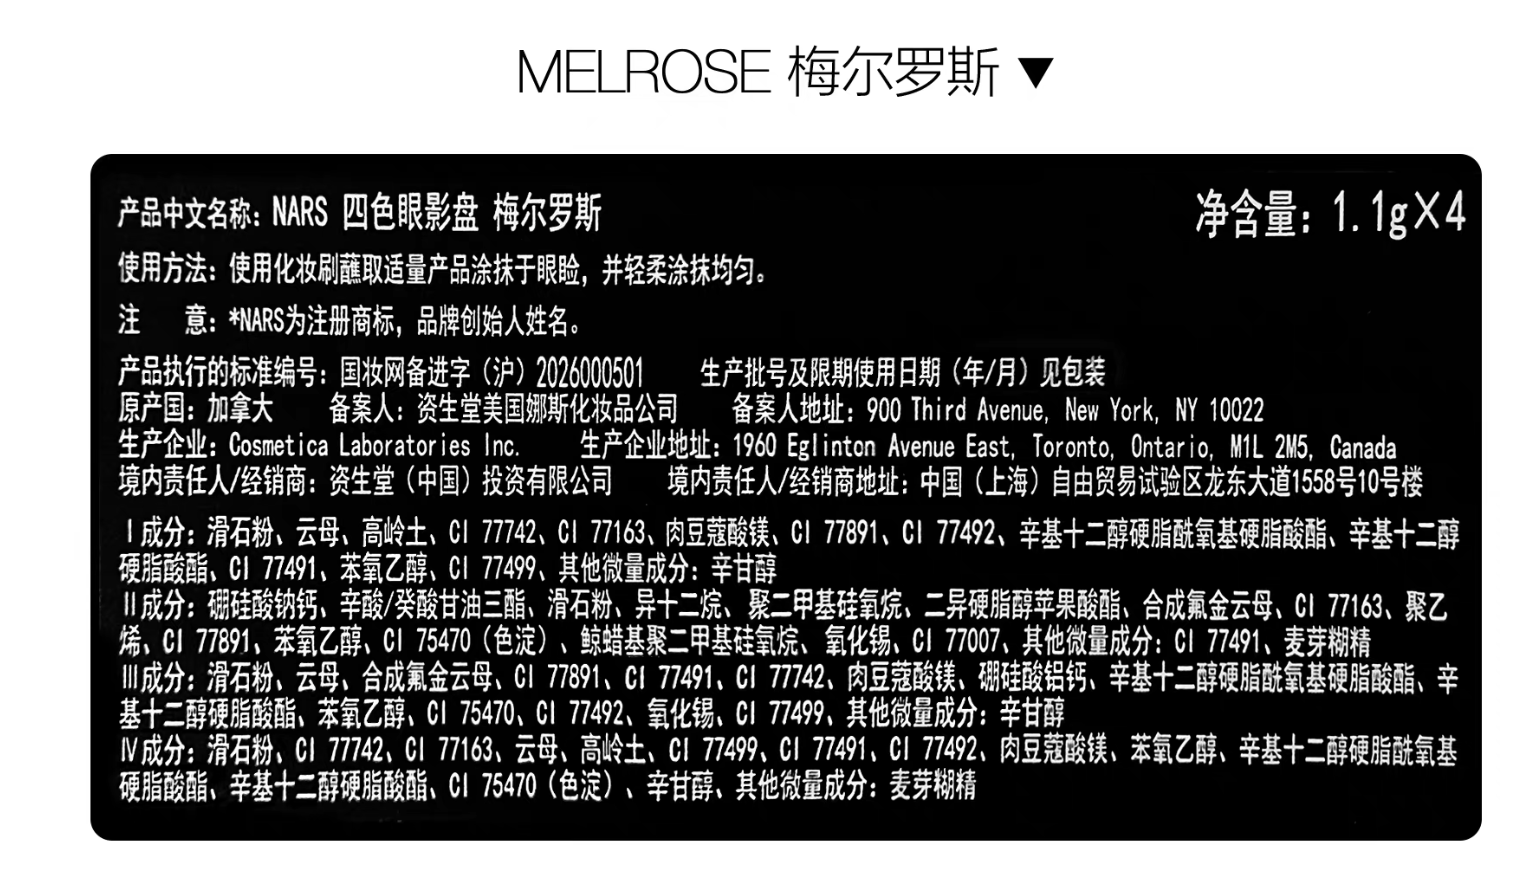 MELROSE 梅尔罗斯 ▼
产品中文名称：NARS 四色眼影盘 梅尔罗斯
净含量：1.1g×4
使用方法：使用化妆刷蘸取适量产品涂抹于眼睑，并轻柔涂抹均匀。
注 意：*NARS为注册商标，品牌创始人姓名。
产品执行的标准编号：国妆网备进字（沪）2026000501 生产批号及限期使用日期（年/月）见包装
原产国：加拿大 备案人：资生堂美国娜斯化妆品公司 备案人地址：900 Third Avenue, New York, NY 10022
生产企业：Cosmetica Laboratories Inc. 生产企业地址：1960 Eglinton Avenue East, Toronto, Ontario, M1L 2M5, Canada
境内责任人/经销商：资生堂（中国）投资有限公司 境内责任人/经销商地址：中国（上海）自由贸易试验区龙东大道1558号10号楼
Ⅰ成分：滑石粉、云母、高岭土、CI 77742、CI 77163、肉豆蔻酸镁、CI 77891、CI 77492、辛基十二醇硬脂酰氧基硬脂酸酯、辛基十二醇
硬脂酸酯、CI 77491、苯氧乙醇、CI 77499、其他微量成分：辛甘醇
Ⅱ成分：硼硅酸钠钙、辛酸/癸酸甘油三酯、滑石粉、异十二烷、聚二甲基硅氧烷、二异硬脂醇苹果酸酯、合成氟金云母、CI 77163、聚乙
烯、CI 77891、苯氧乙醇、CI 75470（色淀）、鲸蜡基聚二甲基硅氧烷、氧化锡、CI 77007、其他微量成分：CI 77491、麦芽糊精
Ⅲ成分：滑石粉、云母、合成氟金云母、CI 77891、CI 77491、CI 77742、肉豆蔻酸镁、硼硅酸铝钙、辛基十二醇硬脂酰氧基硬脂酸酯、辛
基十二醇硬脂酸酯、苯氧乙醇、CI 75470、CI 77492、氧化锡、CI 77499、其他微量成分：辛甘醇
Ⅳ成分：滑石粉、CI 77742、CI 77163、云母、高岭土、CI 77499、CI 77491、CI 77492、肉豆蔻酸镁、苯氧乙醇、辛基十二醇硬脂酰氧基
硬脂酸酯、辛基十二醇硬脂酸酯、CI 75470（色淀）、辛甘醇、其他微量成分：麦芽糊精